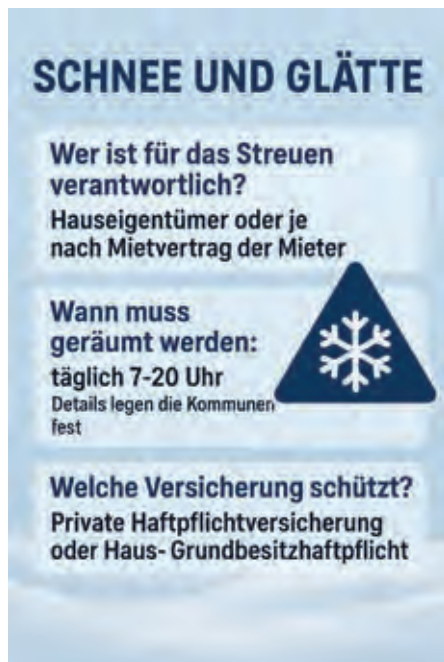 SCHNEE UND GLÄTTE
Wer ist für das Streuen
verantwortlich?
Hauseigentümer oder je
nach Mietvertrag der Mieter
Wann muss
geräumt werden:
täglich 7-20 Uhr
Details legen die Kommunen
fest
Welche Versicherung schützt?
Private Haftpflichtversicherung
oder Haus- Grundbesitzhaftpflicht